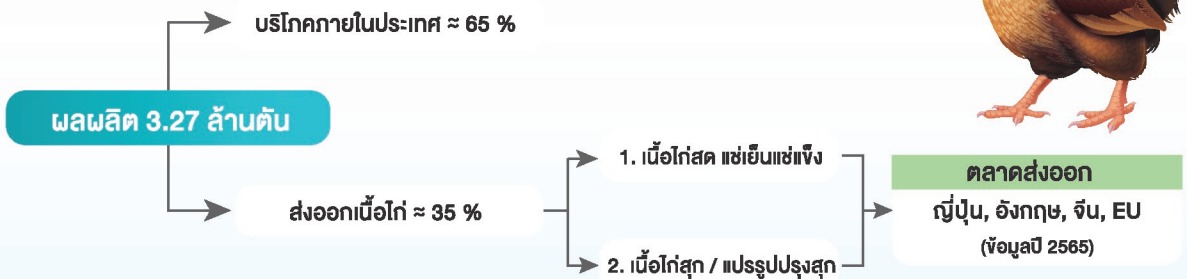 บริโภคภายในประเทศ ≈ 65 %
ผลผลิต 3.27 ล้านตัน
ส่งออกเนื้อไก่ ≈ 35 %
1. เนื้อไก่สด แช่เย็นแช่แข็ง
2. เนื้อไก่สุก / แปรรูปปรุงสุก
ตลาดส่งออก
ญี่ปุ่น, อังกฤษ, จีน, EU
(ข้อมูลปี 2565)